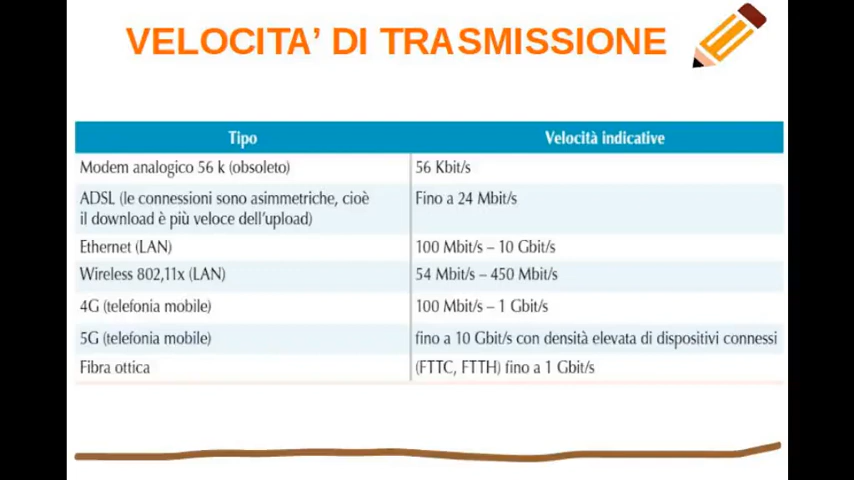 VELOCITA’ DI TRASMISSIONE
Tipo Velocità indicative
Modem analogico 56 k (obsoleto) 56 Kbit/s
ADSL (le connessioni sono asimmetriche, cioè Fino a 24 Mbit/s
il download è più veloce dell’upload)
Ethernet (LAN) 100 Mbit/s – 10 Gbit/s
Wireless 802,11x (LAN) 54 Mbit/s – 450 Mbit/s
4G (telefonia mobile) 100 Mbit/s – 1 Gbit/s
5G (telefonia mobile) fino a 10 Gbit/s con densità elevata di dispositivi connessi
Fibra ottica (FTTC, FTTH) fino a 1 Gbit/s